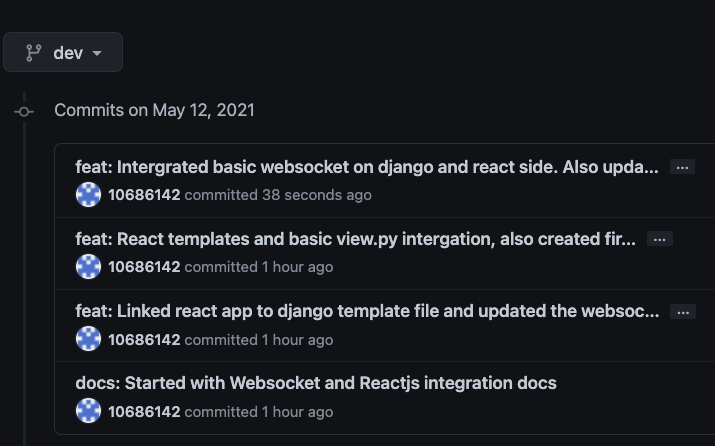 dev
Commits on May 12, 2021
feat: Intergrated basic websocket on django and react side. Also upda... ...
10686142 committed 38 seconds ago
feat: React templates and basic view.py intergation, also created fir... ...
10686142 committed 1 hour ago
feat: Linked react app to django template file and updated the websoc... ...
10686142 committed 1 hour ago
docs: Started with Websocket and Reactjs integration docs
10686142 committed 1 hour ago